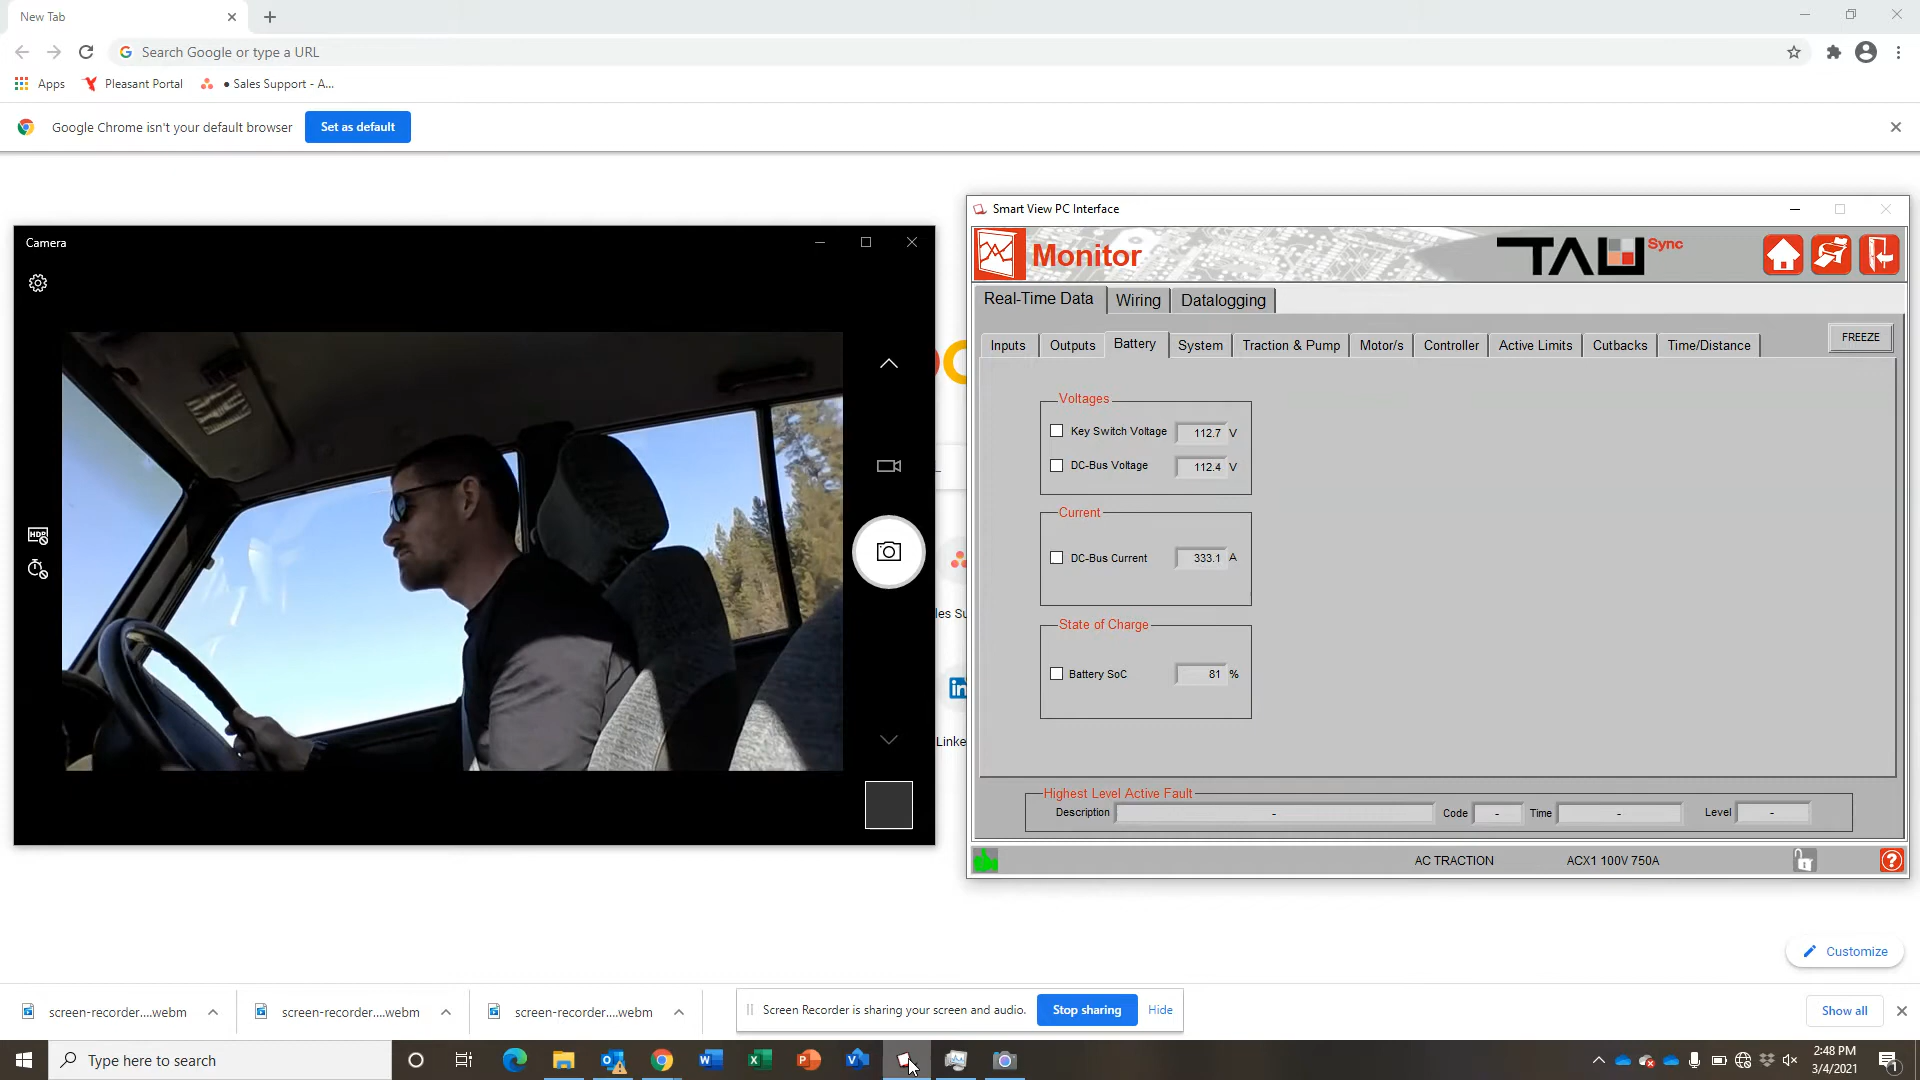 New Tab
Search Google or type a URL
Apps
Pleasant Portal
• Sales Support - A...
Google Chrome isn't your default browser
Set as default
Camera
les Su
Linke
Smart View PC Interface
Monitor
TAU Sync
Real-Time Data
Wiring
Datalogging
Inputs
Outputs
Battery
System
Traction & Pump
Motor/s
Controller
Active Limits
Cutbacks
Time/Distance
FREEZE
Voltages
Key Switch Voltage 112.7 V
DC-Bus Voltage 112.4 V
Current
DC-Bus Current 333.1 A
State of Charge
Battery SoC 81 %
Highest Level Active Fault
Description - Code - Time - Level -
AC TRACTION
ACX1 100V 750A
Customize
screen-recorder....webm
screen-recorder....webm
screen-recorder....webm
Screen Recorder is sharing your screen and audio.
Stop sharing
Hide
Show all
Type here to search
2:48 PM
3/4/2021
1